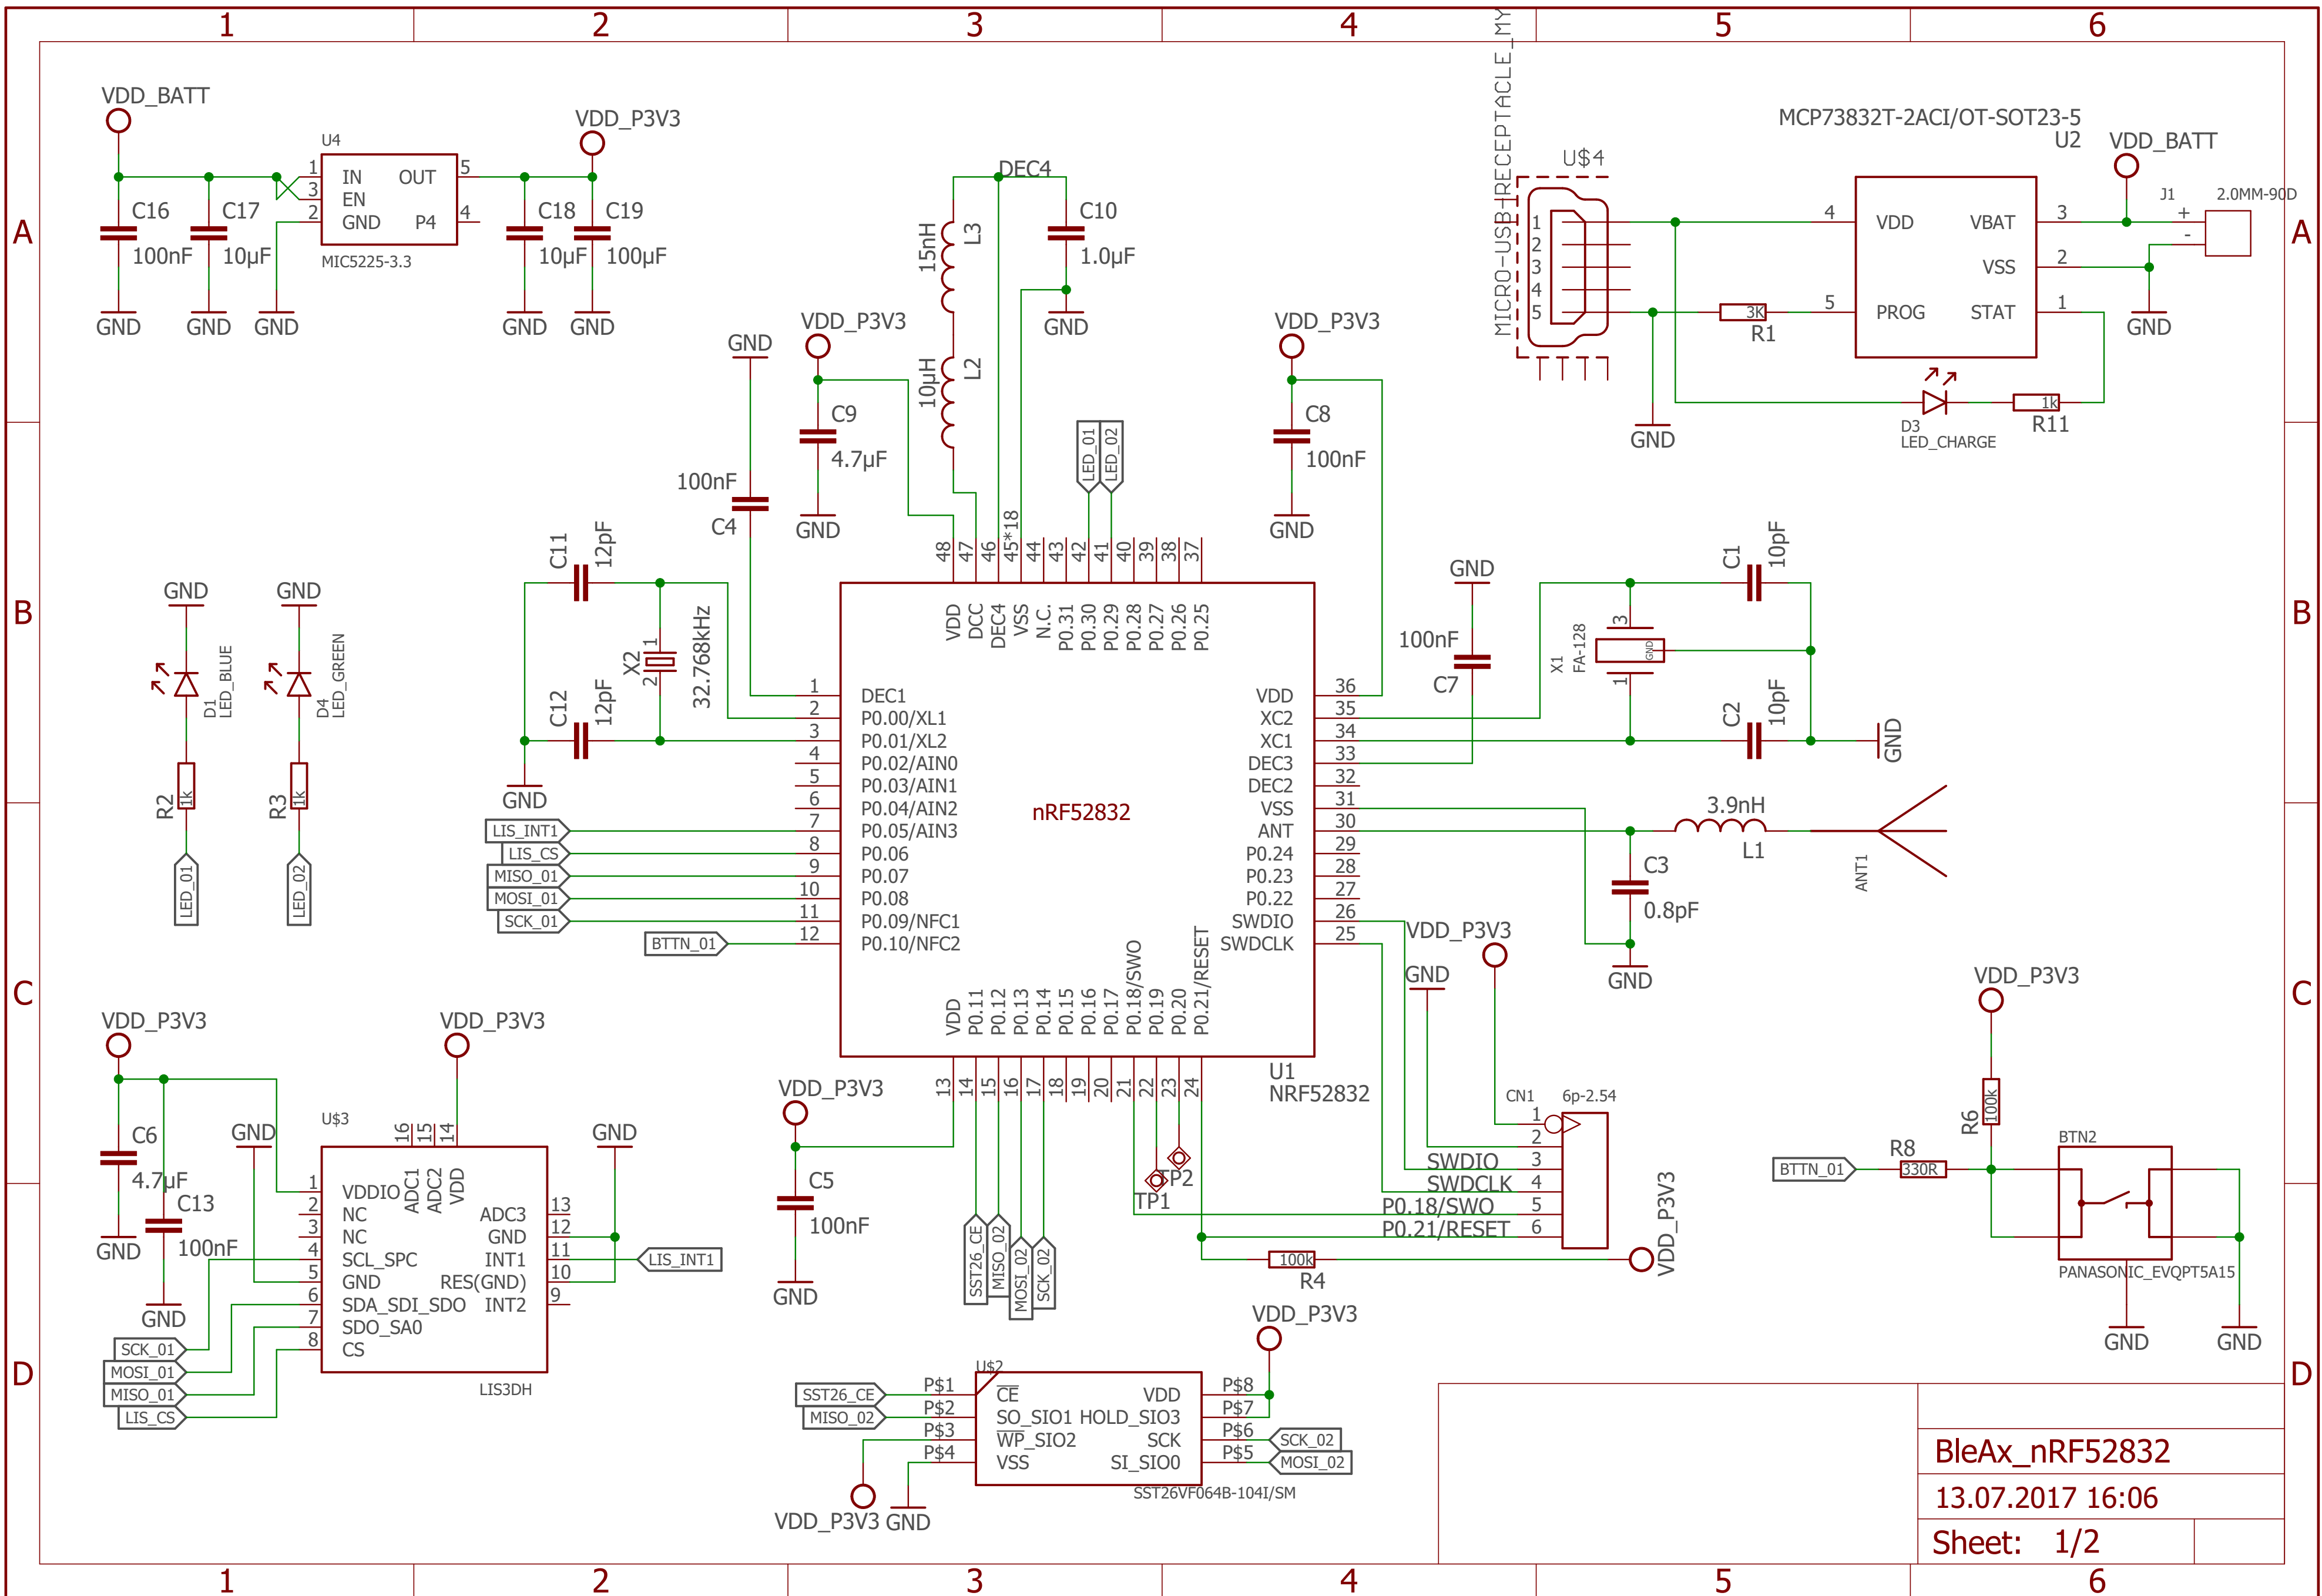 1 2 3 4 5 6
A
A
B
B
C
C
D
D
VDD_BATT
U4
VDD_P3V3
1 IN OUT 5
3 EN
2 GND P4 4
MIC5225-3.3
C16
100nF
C17
10µF
C18
10µF
C19
100µF
GND GND GND GND GND
DEC4
15nH L3
10µH L2
C10
1.0µF
GND
VDD_P3V3
C9
4.7µF
GND
GND
100nF
C4
LED_01
LED_02
VDD_P3V3
C8
100nF
GND
MICRO-USB-RECEPTACLE_MY
U$4
1
2
3
4
5
MCP73832T-2ACI/OT-SOT23-5
U2
VDD_BATT
J1 2.0MM-90D
+
-
4 VDD VBAT 3
VSS 2
5 PROG STAT 1
3K
R1
GND
GND
D3
LED_CHARGE
1k
R11
GND GND
D1
LED_BLUE
D4
LED_GREEN
R2 1k
R3 1k
LED_01
LED_02
C11 12pF
C12 12pF
X2 1 2
32.768kHz
GND
48 47 46 45*18 44 43 42 41 40 39 38 37
VDD DCC DEC4 VSS N.C. P0.31 P0.30 P0.29 P0.28 P0.27 P0.26 P0.25
1 DEC1
2 P0.00/XL1
3 P0.01/XL2
4 P0.02/AIN0
5 P0.03/AIN1
6 P0.04/AIN2
7 P0.05/AIN3
8 P0.06
9 P0.07
10 P0.08
11 P0.09/NFC1
12 P0.10/NFC2
LIS_INT1
LIS_CS
MISO_01
MOSI_01
SCK_01
BTTN_01
nRF52832
VDD 36
XC2 35
XC1 34
DEC3 33
DEC2 32
VSS 31
ANT 30
P0.24 29
P0.23 28
P0.22 27
SWDIO 26
SWDCLK 25
VDD P0.11 P0.12 P0.13 P0.14 P0.15 P0.16 P0.17 P0.18/SWO P0.19 P0.20 P0.21/RESET
13 14 15 16 17 18 19 20 21 22 23 24
U1
NRF52832
GND
100nF
C7
X1
FA-128
3
GND
1
C1 10pF
C2 10pF
GND
3.9nH
L1
C3
0.8pF
GND
ANT1
VDD_P3V3
GND
CN1 6p-2.54
1
2
SWDIO 3
SWDCLK 4
P0.18/SWO 5
P0.21/RESET 6
100k
R4
VDD_P3V3
TP1
TP2
VDD_P3V3
C5
100nF
GND
SST26_CE
MISO_02
MOSI_02
SCK_02
VDD_P3V3
R6 100k
BTTN_01
R8
330R
BTN2
PANASONIC_EVQPT5A15
GND GND
VDD_P3V3 VDD_P3V3
C6
4.7µF
C13
100nF
GND
GND
GND
GND
U$3
16 15 14
ADC1 ADC2 VDD
1 VDDIO
2 NC
3 NC
4 SCL_SPC
5 GND
6 SDA_SDI_SDO
7 SDO_SA0
8 CS
ADC3 13
GND 12
INT1 11
RES(GND) 10
INT2 9
LIS3DH
LIS_INT1
SCK_01
MOSI_01
MISO_01
LIS_CS
VDD_P3V3
U$2
SST26_CE P$1 CE VDD P$8
MISO_02 P$2 SO_SIO1 HOLD_SIO3 P$7
P$3 WP_SIO2 SCK P$6 SCK_02
P$4 VSS SI_SIO0 P$5 MOSI_02
SST26VF064B-104I/SM
VDD_P3V3 GND
BleAx_nRF52832
13.07.2017 16:06
Sheet: 1/2
1 2 3 4 5 6